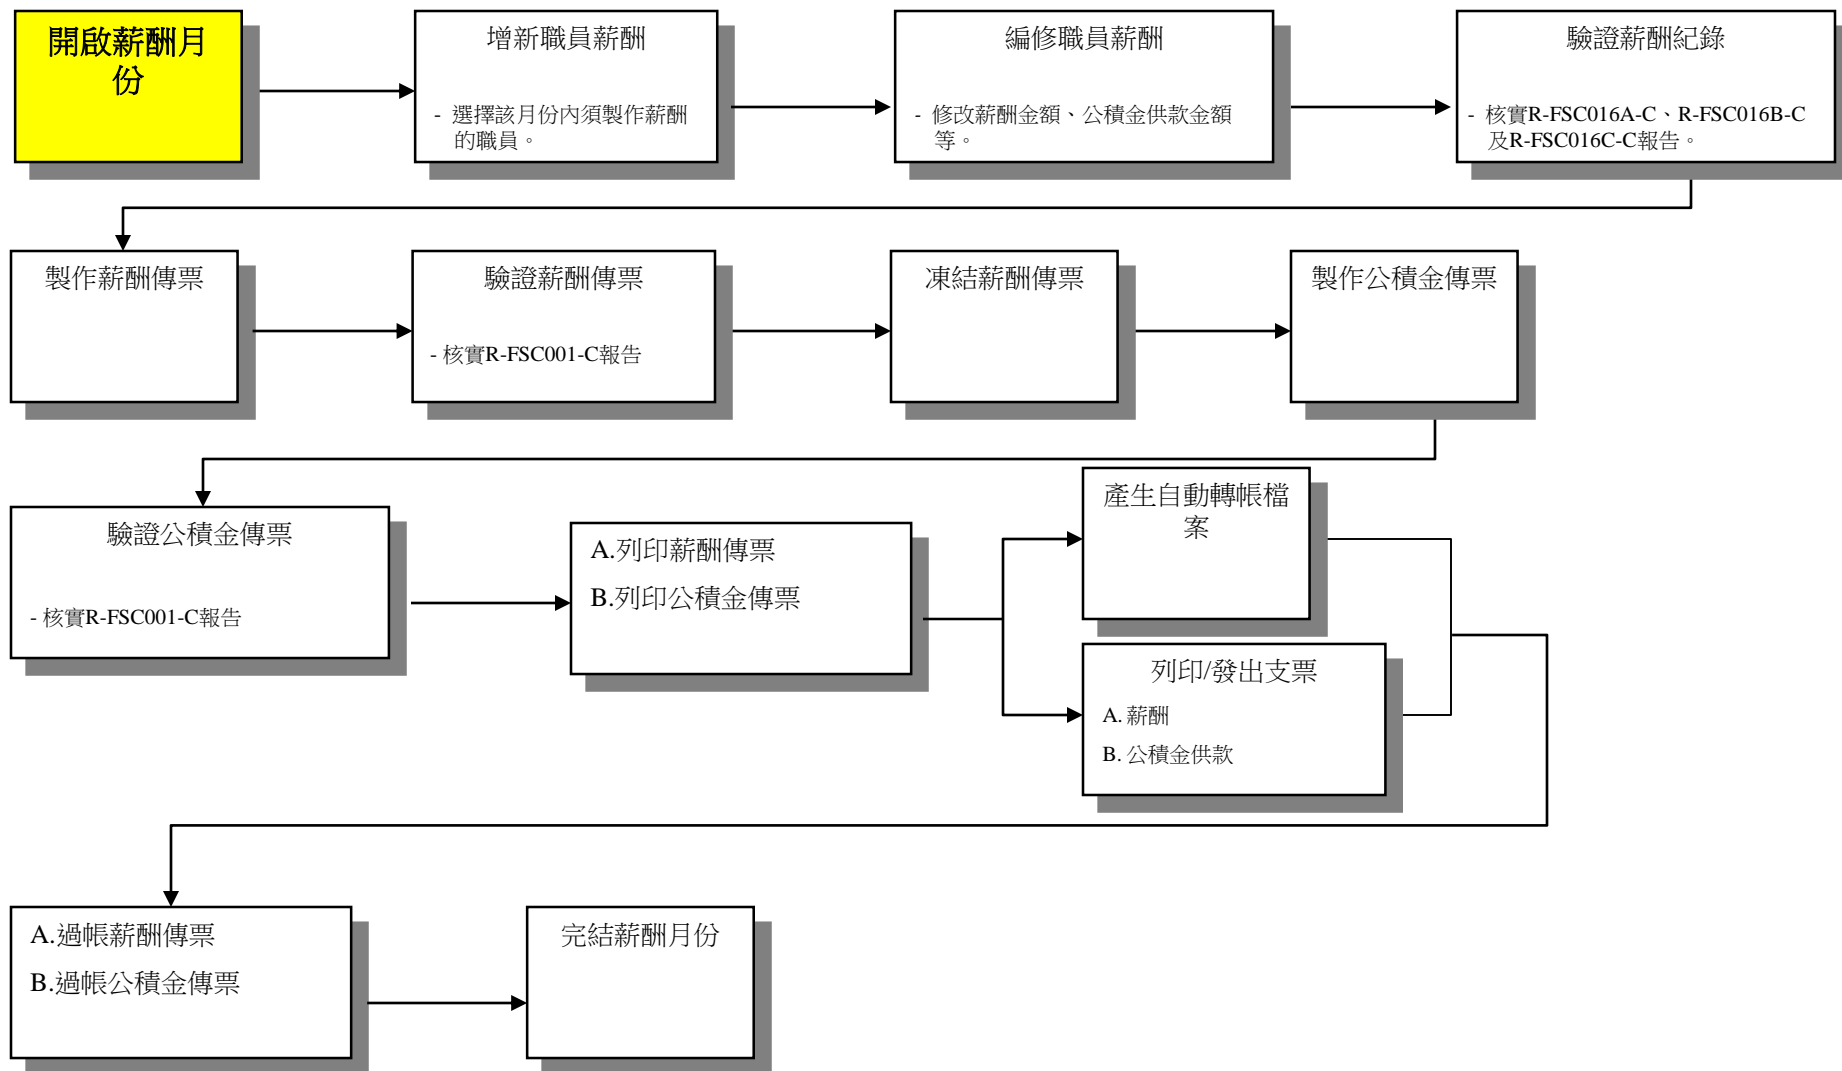 開啟薪酬月
份
增新職員薪酬
- 選擇該月份內須製作薪酬
的職員。
編修職員薪酬
- 修改薪酬金額、公積金供款金額
等。
驗證薪酬紀錄
- 核實R-FSC016A-C、R-FSC016B-C
及R-FSC016C-C報告。
製作薪酬傳票
驗證薪酬傳票
- 核實R-FSC001-C報告
凍結薪酬傳票
製作公積金傳票
驗證公積金傳票
- 核實R-FSC001-C報告
A.列印薪酬傳票
B.列印公積金傳票
產生自動轉帳檔
案
列印/發出支票
A. 薪酬
B. 公積金供款
A.過帳薪酬傳票
B.過帳公積金傳票
完結薪酬月份